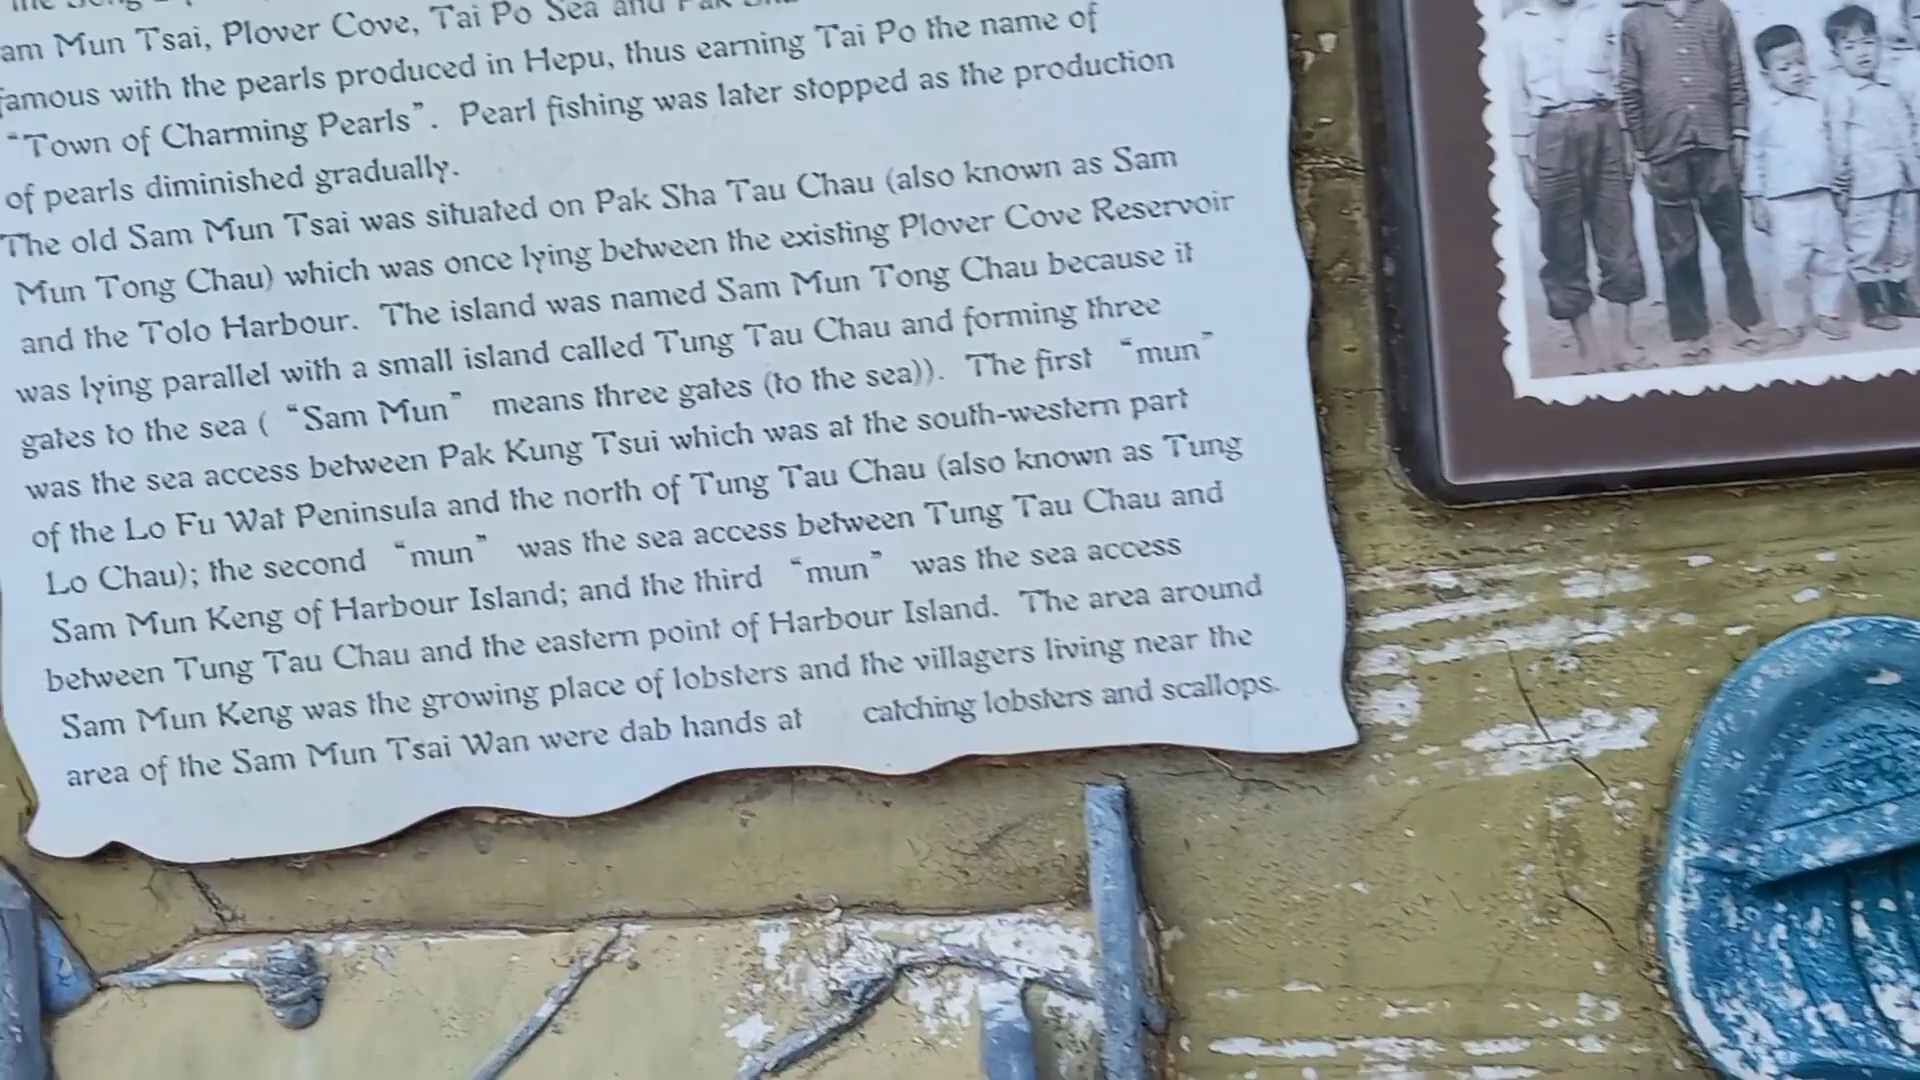 am Mun Tsai, Plover Cove, Tai Po Sea and Pak
famous with the pearls produced in Hepu, thus earning Tai Po the name of
“Town of Charming Pearls”. Pearl fishing was later stopped as the production
of pearls diminished gradually.
The old Sam Mun Tsai was situated on Pak Sha Tau Chau (also known as Sam
Mun Tong Chau) which was once lying between the existing Plover Cove Reservoir
and the Tolo Harbour. The island was named Sam Mun Tong Chau because it
was lying parallel with a small island called Tung Tau Chau and forming three
gates to the sea ( “Sam Mun” means three gates (to the sea)). The first “mun”
was the sea access between Pak Kung Tsui which was at the south-western part
of the Lo Fu Wat Peninsula and the north of Tung Tau Chau (also known as Tung
Lo Chau); the second “mun” was the sea access between Tung Tau Chau and
Sam Mun Keng of Harbour Island; and the third “mun” was the sea access
between Tung Tau Chau and the eastern point of Harbour Island. The area around
Sam Mun Keng was the growing place of lobsters and the villagers living near the
area of the Sam Mun Tsai Wan were dab hands at catching lobsters and scallops.